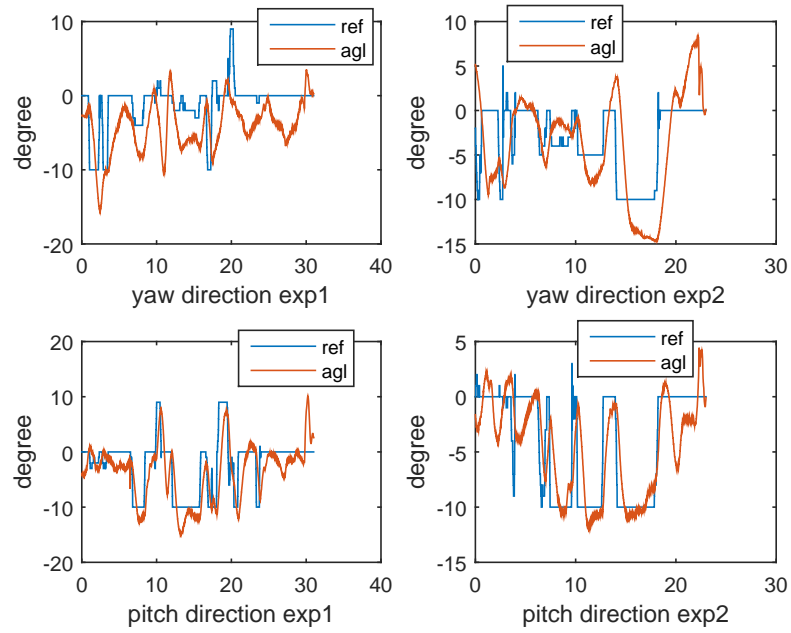 10
0
-10
-20
degree
0
10
20
30
40
yaw direction exp1
ref
agl
10
5
0
-5
-10
-15
degree
0
10
20
30
yaw direction exp2
ref
agl
20
10
0
-10
-20
degree
0
10
20
30
40
pitch direction exp1
ref
agl
5
0
-5
-10
-15
degree
0
10
20
30
pitch direction exp2
ref
agl